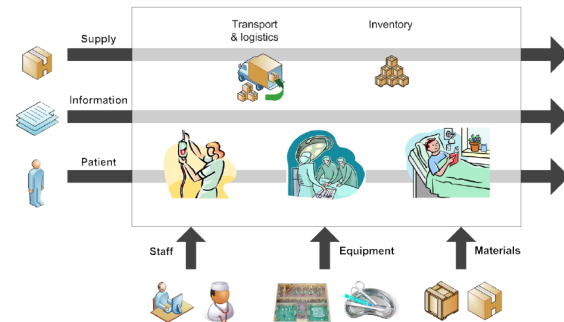 Transport
& logistics
Inventory
Supply
Information
Patient
Staff
Equipment
Materials